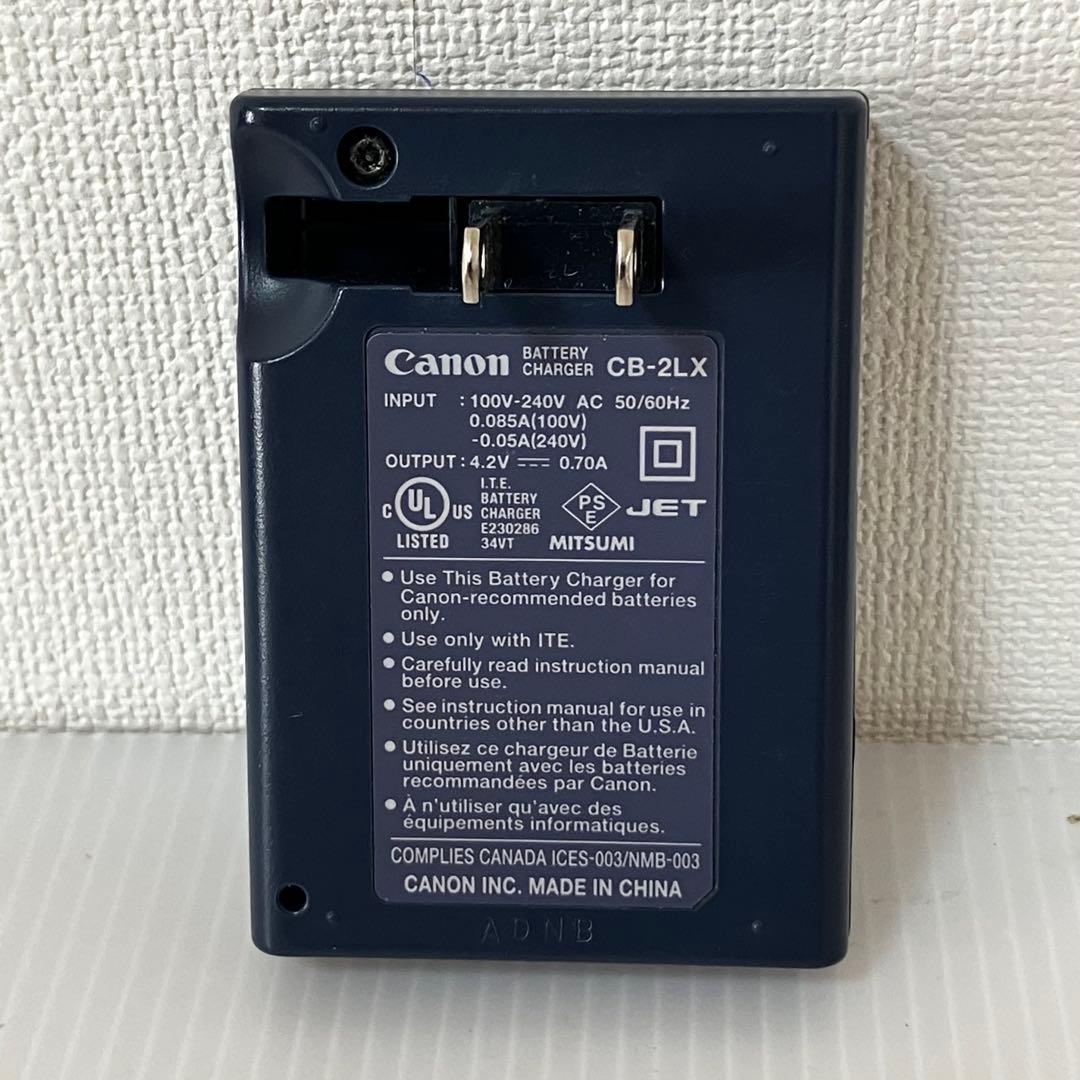 Canon BATTERY CHARGER CB-2LX
INPUT : 100V-240V AC 50/60Hz
0.085A(100V)
-0.05A(240V)
OUTPUT : 4.2V 0.70A
C UL US LISTED
I.T.E.
BATTERY
CHARGER
E230286
34VT
PS
E
JET
MITSUMI
• Use This Battery Charger for
Canon-recommended batteries
only.
• Use only with ITE.
• Carefully read instruction manual
before use.
• See instruction manual for use in
countries other than the U.S.A.
• Utilisez ce chargeur de Batterie
uniquement avec les batteries
recommandées par Canon.
• À n'utiliser qu'avec des
équipements informatiques.
COMPLIES CANADA ICES-003/NMB-003
CANON INC. MADE IN CHINA
ADNB